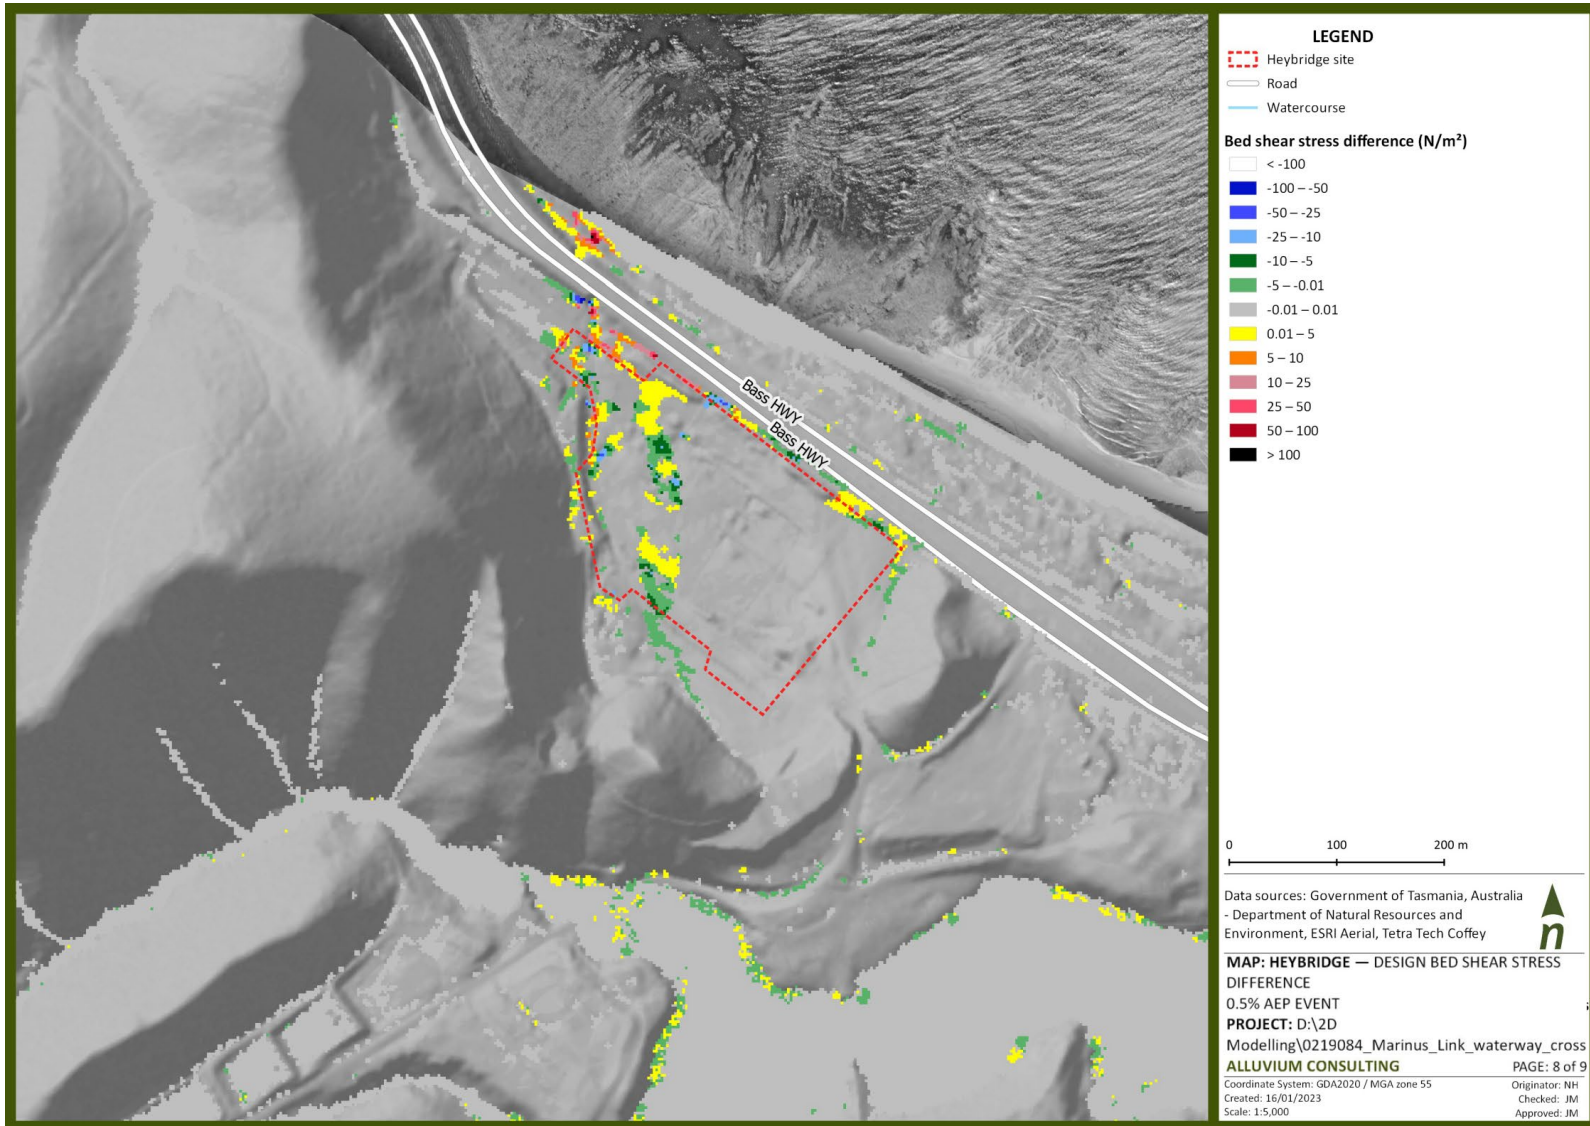 Bass HWY
Bass HWY
LEGEND
Heybridge site
Road
Watercourse
Bed shear stress difference (N/m²)
< -100
-100 – -50
-50 – -25
-25 – -10
-10 – -5
-5 – -0.01
-0.01 – 0.01
0.01 – 5
5 – 10
10 – 25
25 – 50
50 – 100
> 100
0 100 200 m
Data sources: Government of Tasmania, Australia
- Department of Natural Resources and
Environment, ESRI Aerial, Tetra Tech Coffey
n
MAP: HEYBRIDGE — DESIGN BED SHEAR STRESS
DIFFERENCE
0.5% AEP EVENT
PROJECT: D:\2D
Modelling\0219084_Marinus_Link_waterway_cross
ALLUVIUM CONSULTING PAGE: 8 of 9
Coordinate System: GDA2020 / MGA zone 55 Originator: NH
Created: 16/01/2023 Checked: JM
Scale: 1:5,000 Approved: JM